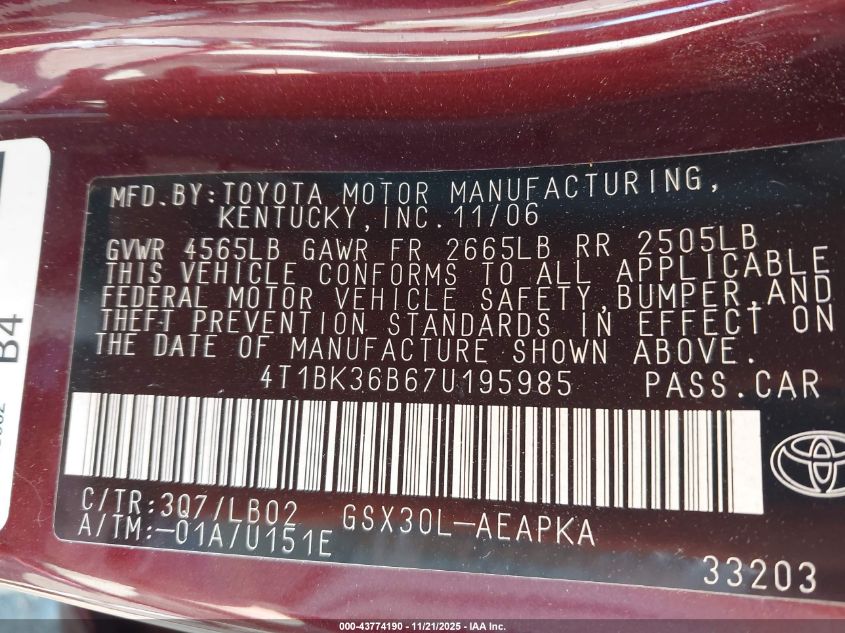 MFD.BY:TOYOTA MOTOR MANUFACTURING,
KENTUCKY,INC.11/06
GVWR 4565LB GAWR FR 2665LB RR 2505LB
THIS VEHICLE CONFORMS TO ALL APPLICABLE
FEDERAL MOTOR VEHICLE SAFETY,BUMPER,AND
THEFT PREVENTION STANDARDS IN EFFECT ON
THE DATE OF MANUFACTURE SHOWN ABOVE.
4T1BK36B67U195985 PASS.CAR
C/TR:3Q7/LB02 GSX30L-AEAPKA
A/TM:-01A/U151E
33203
B4
000-43774190 - 11/21/2025 - IAA Inc.